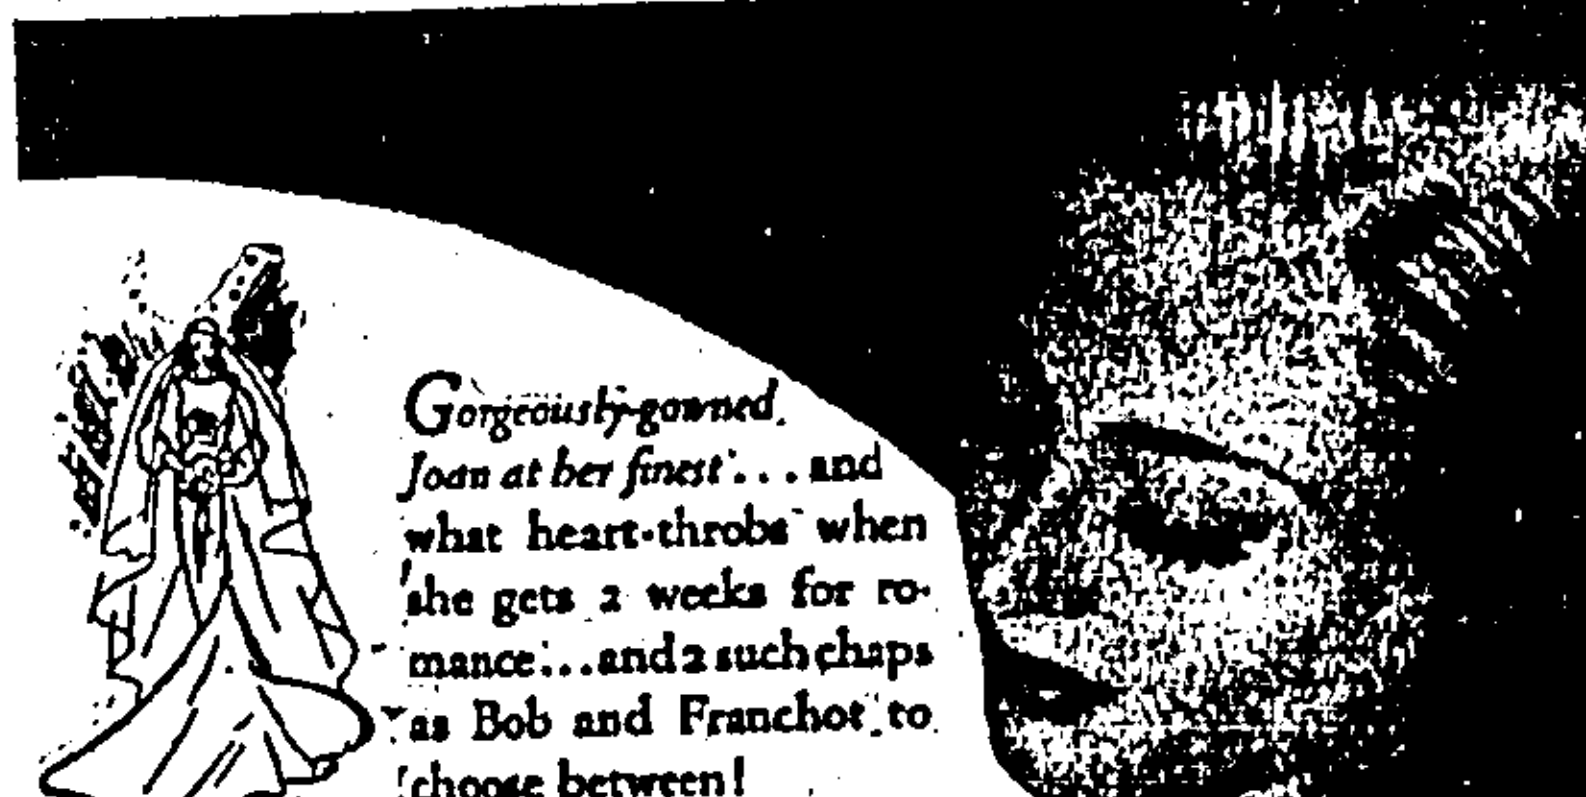 Gorgeously-gowned
Joan at her finest... and
what heart-throbs when
she gets 2 weeks for ro-
mance...and 2 such chaps
as Bob and Franchot to
choose between!